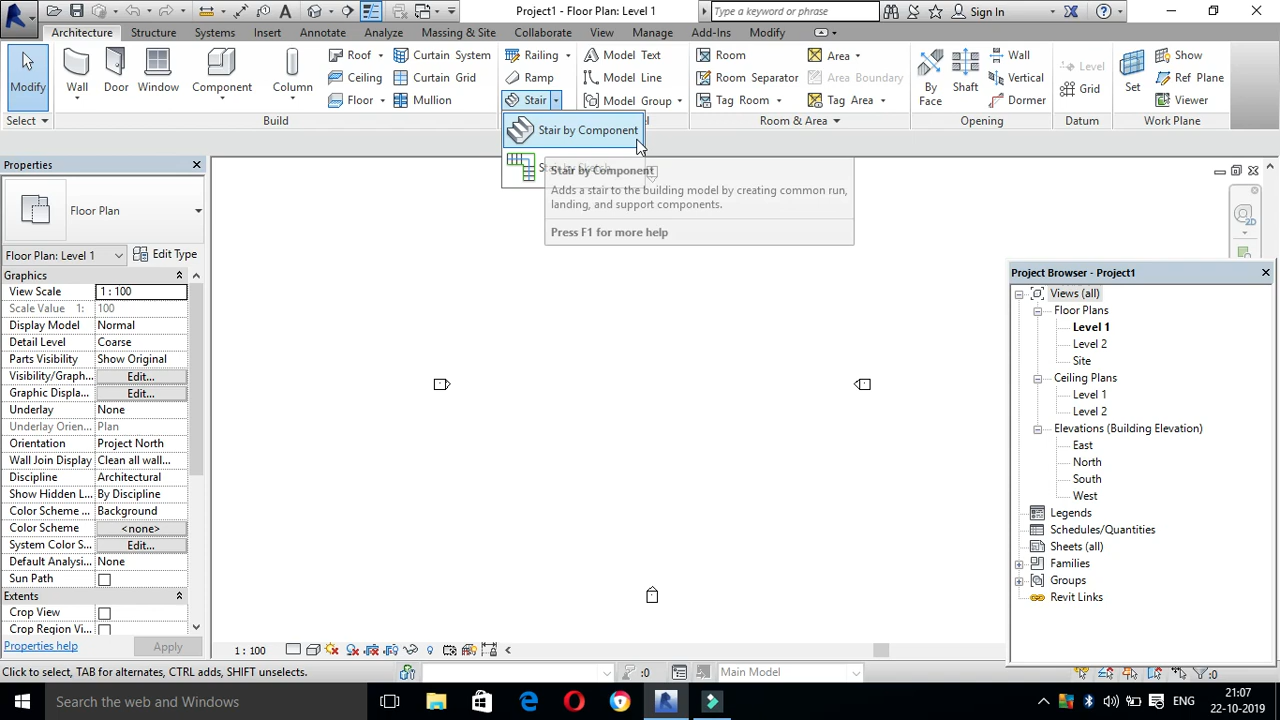 Project1 - Floor Plan: Level 1
Type a keyword or phrase
Sign In
Architecture
Structure
Systems
Insert
Annotate
Analyze
Massing & Site
Collaborate
View
Manage
Add-Ins
Modify
Modify
Wall
Door
Window
Component
Column
Roof
Ceiling
Floor
Curtain System
Curtain Grid
Mullion
Railing
Ramp
Stair
Model Text
Model Line
Model Group
Room
Room Separator
Tag Room
Area
Area Boundary
Tag Area
By
Face
Shaft
Wall
Vertical
Dormer
Level
Grid
Set
Show
Ref Plane
Viewer
Select
Build
Room & Area
Opening
Datum
Work Plane
Stair by Component
Stair by Component
Adds a stair to the building model by creating common run,
landing, and support components.
Press F1 for more help
Properties
Floor Plan
Floor Plan: Level 1
Edit Type
Graphics
View Scale 1 : 100
Scale Value 1: 100
Display Model Normal
Detail Level Coarse
Parts Visibility Show Original
Visibility/Graph... Edit...
Graphic Displa... Edit...
Underlay None
Underlay Orien... Plan
Orientation Project North
Wall Join Display Clean all wall...
Discipline Architectural
Show Hidden L... By Discipline
Color Scheme ... Background
Color Scheme <none>
System Color S... Edit...
Default Analysi... None
Sun Path
Extents
Crop View
Crop Region Vi...
Properties help
Apply
2D
Project Browser - Project1
Views (all)
Floor Plans
Level 1
Level 2
Site
Ceiling Plans
Level 1
Level 2
Elevations (Building Elevation)
East
North
South
West
Legends
Schedules/Quantities
Sheets (all)
Families
Groups
Revit Links
1 : 100
Click to select, TAB for alternates, CTRL adds, SHIFT unselects.
:0
Main Model
:0
Search the web and Windows
ENG
21:07
22-10-2019